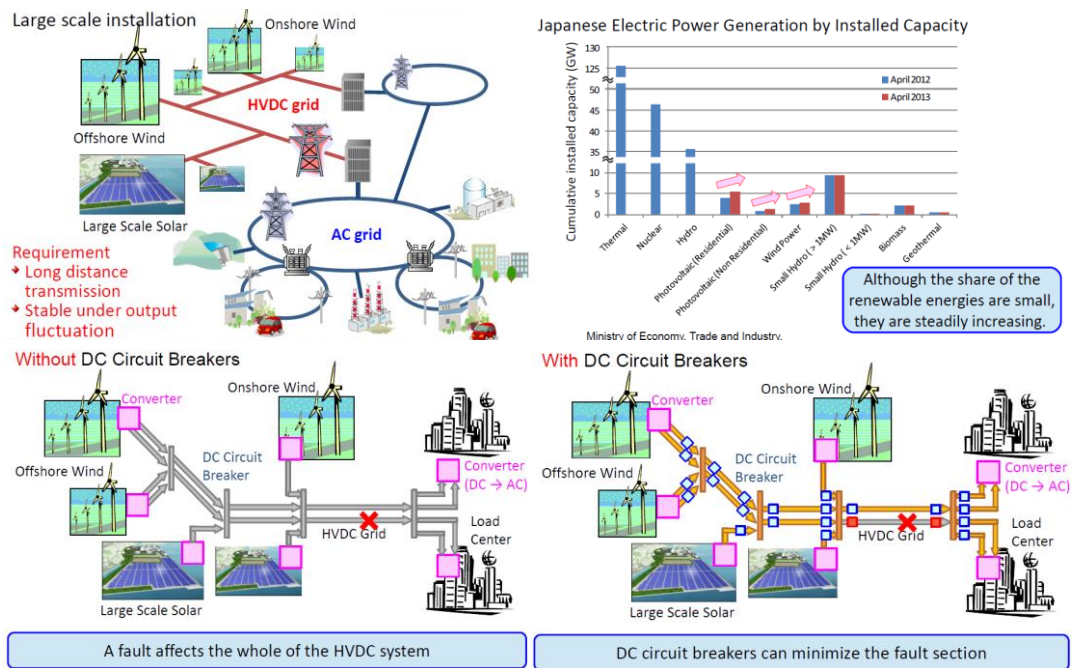 Large scale installation
Onshore Wind
HVDC grid
Offshore Wind
Large Scale Solar
AC grid
Requirement
Long distance
transmission
Stable under output
fluctuation
Japanese Electric Power Generation by Installed Capacity
Cumulative installed capacity (GW)
130
125
50
45
40
35
10
5
0
April 2012
April 2013
Thermal
Nuclear
Hydro
Photovoltaic (Residential)
Photovoltaic (Non Residential)
Wind Power
Small Hydro ( > 1MW)
Small Hydro ( < 1MW)
Biomass
Geothermal
Although the share of the
renewable energies are small,
they are steadily increasing.
Ministry of Economy, Trade and Industry,
Without DC Circuit Breakers
Onshore Wind
Converter
Offshore Wind
DC Circuit
Breaker
Converter
(DC → AC)
HVDC Grid
Load
Center
Large Scale Solar
A fault affects the whole of the HVDC system
With DC Circuit Breakers
Onshore Wind
Converter
Offshore Wind
DC Circuit
Breaker
Converter
(DC → AC)
HVDC Grid
Load
Center
Large Scale Solar
DC circuit breakers can minimize the fault section